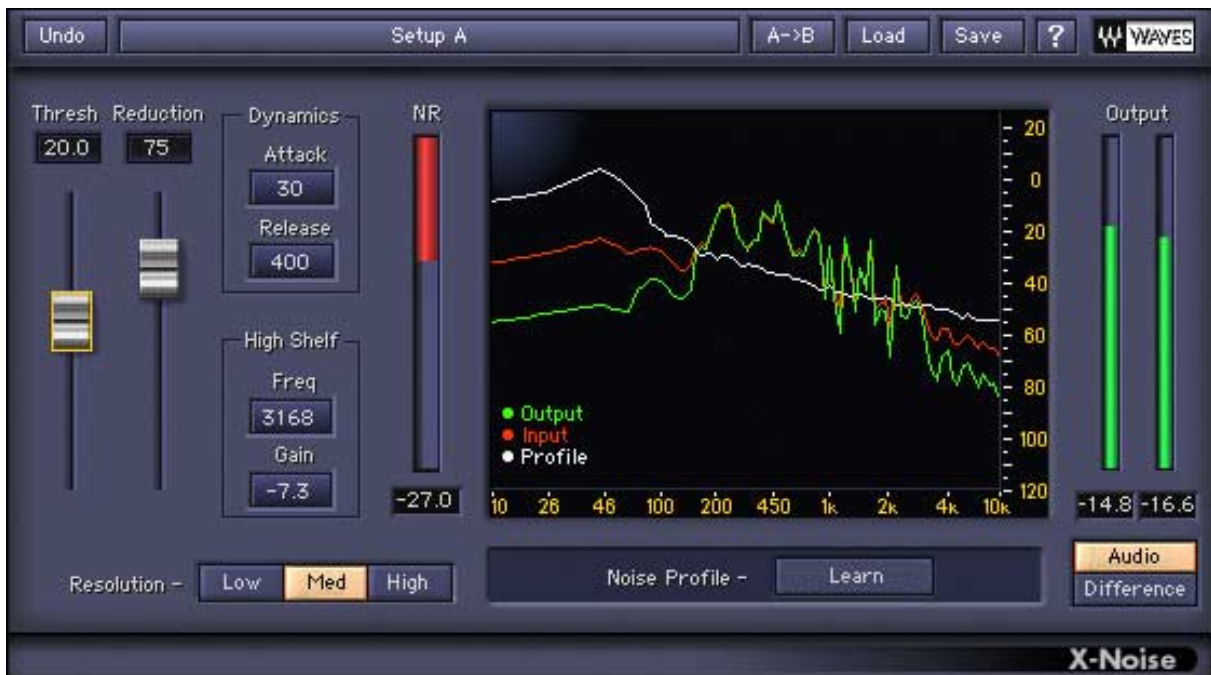 Undo
Setup A
A->B
Load
Save
?
WAVES
Thresh
Reduction
20.0
75
Dynamics
Attack
30
Release
400
High Shelf
Freq
3168
Gain
-7.3
NR
-27.0
20
0
20
40
60
80
100
120
Output
Input
Profile
10 26 46 100 200 450 1k 2k 4k 10k
Output
-14.8 -16.6
Resolution -
Low
Med
High
Noise Profile -
Learn
Audio
Difference
X-Noise